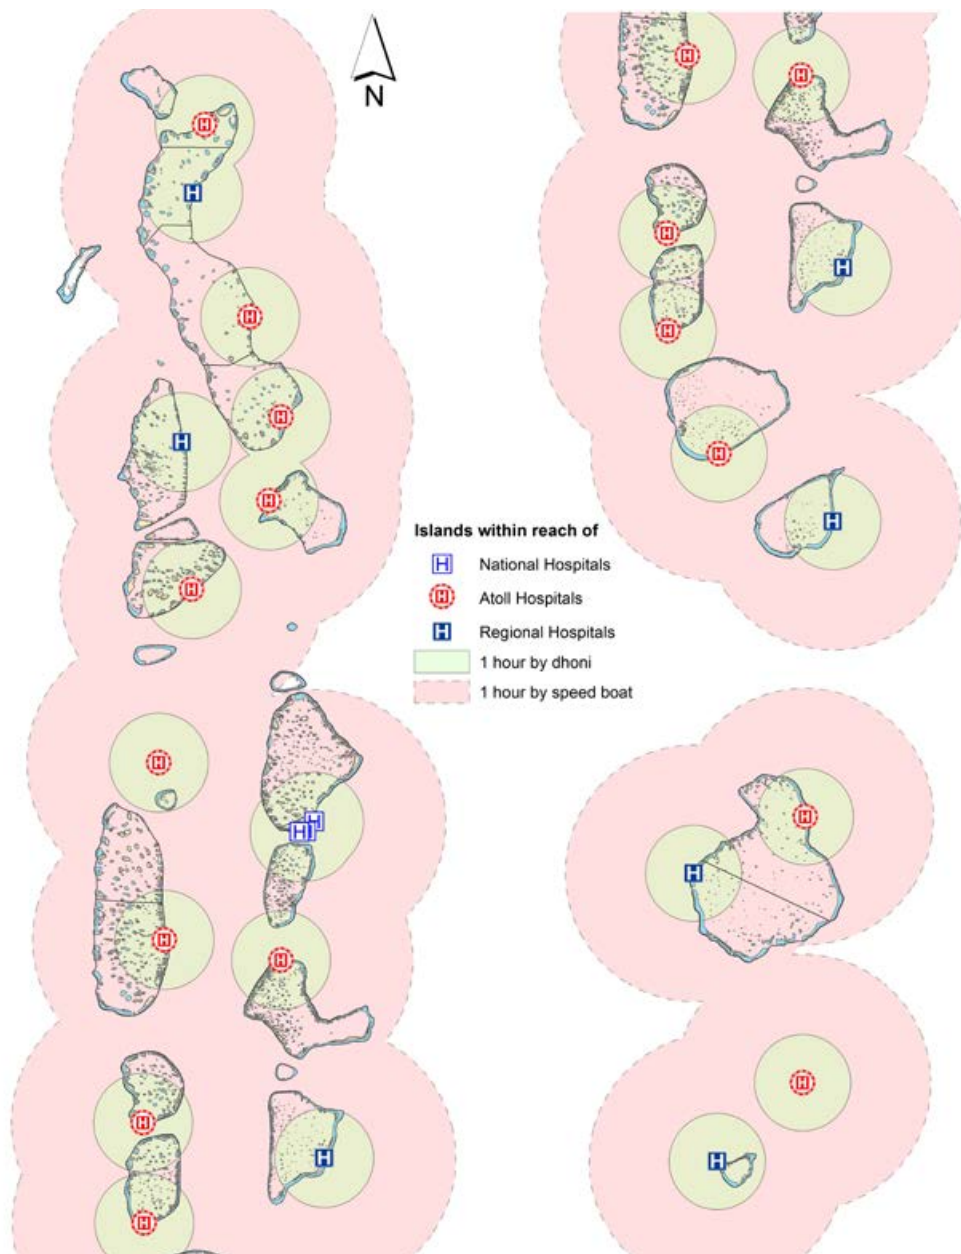 N
Islands within reach of
H National Hospitals
H Atoll Hospitals
H Regional Hospitals
1 hour by dhoni
1 hour by speed boat